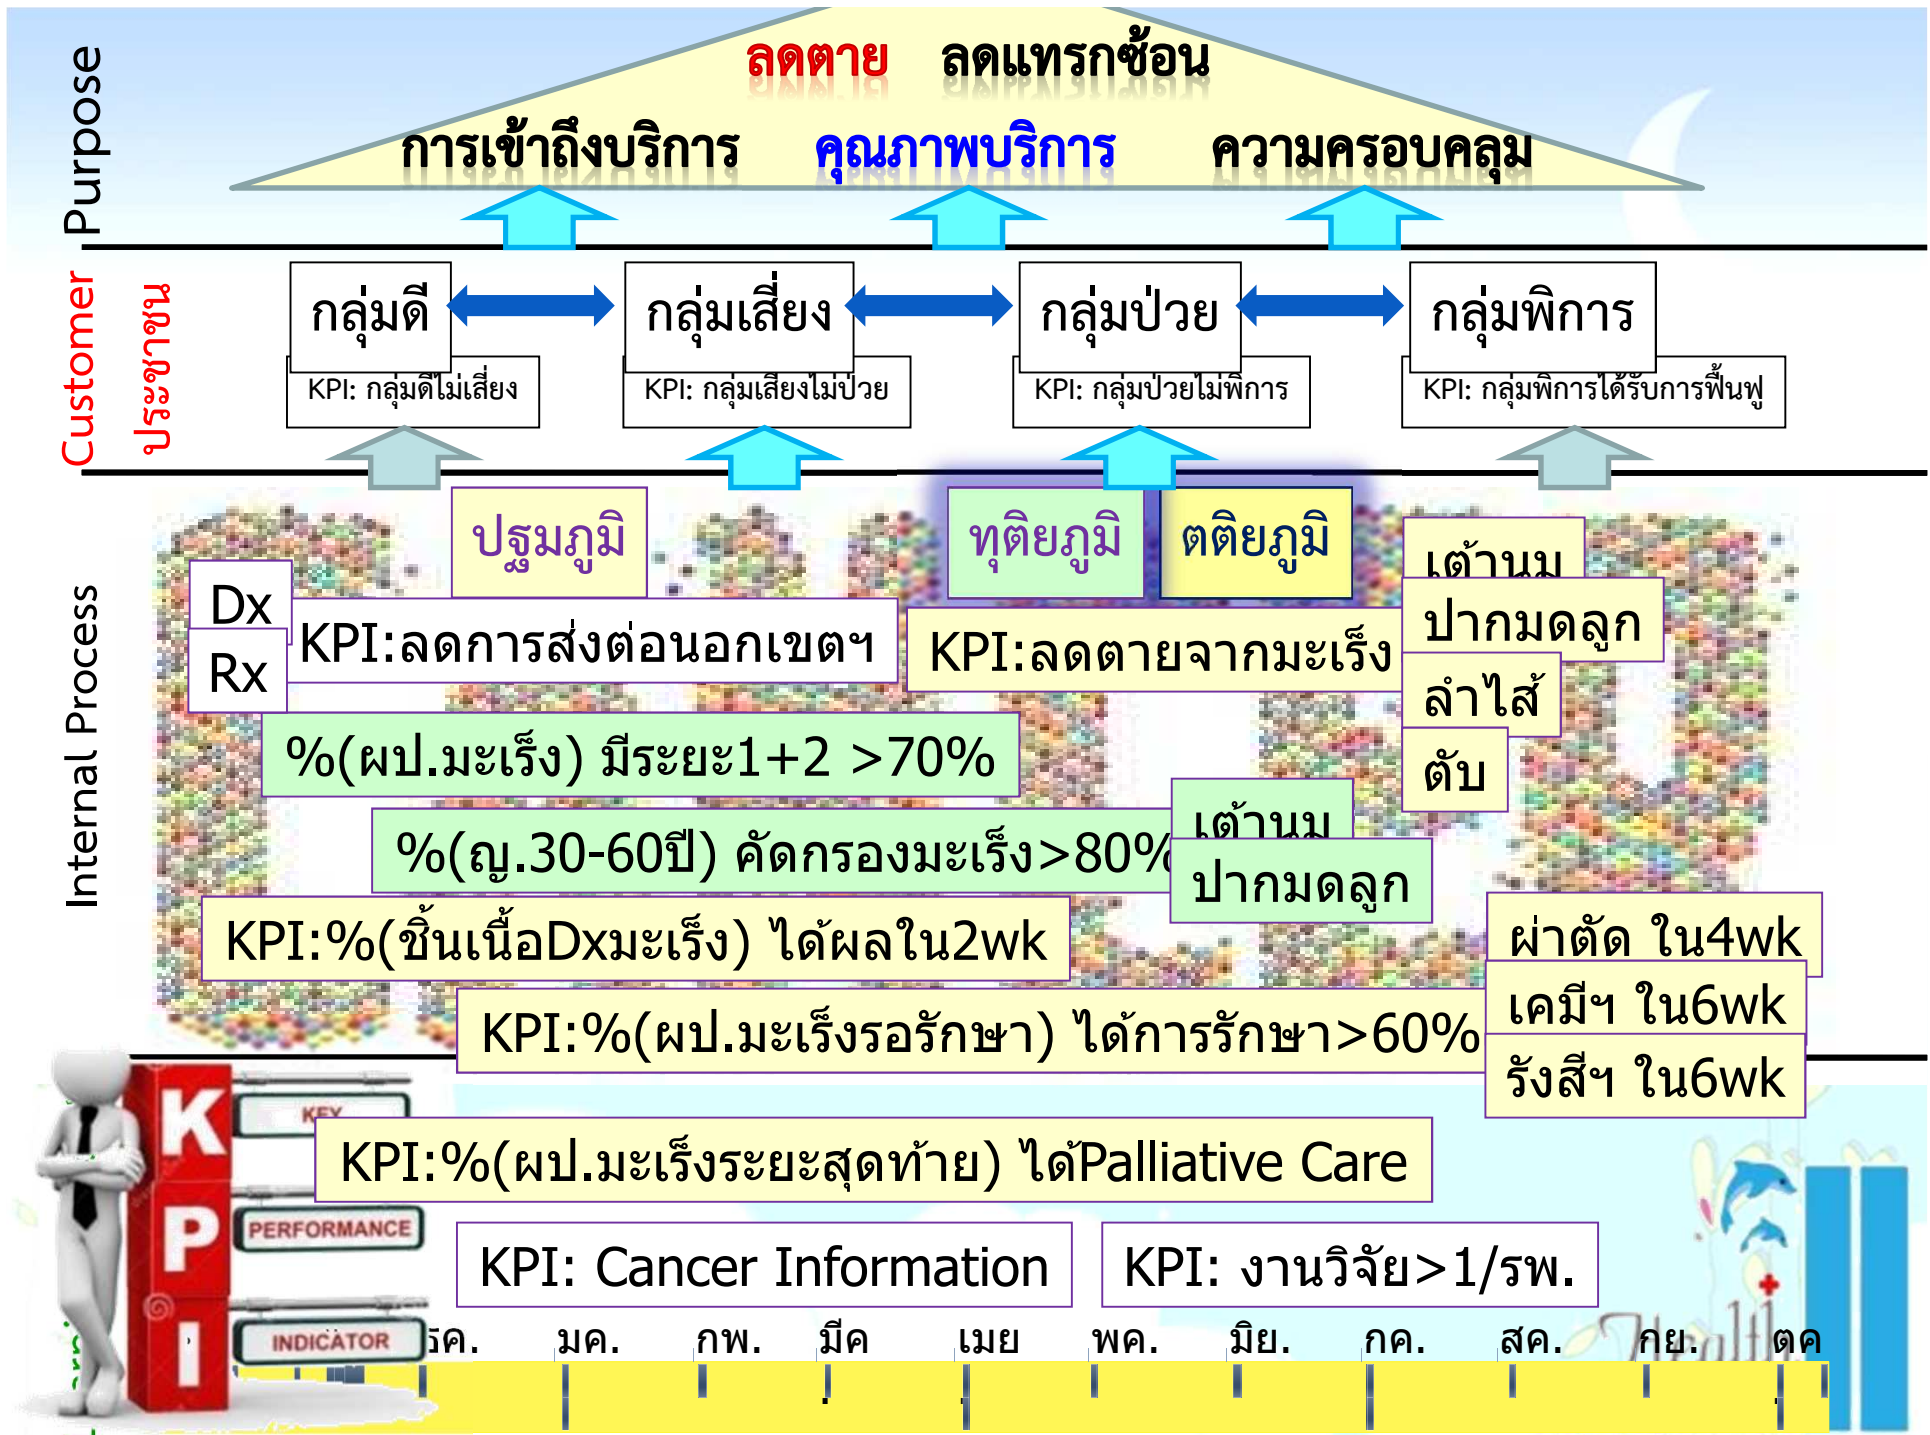 Purpose
ลดตาย ลดแทรกซ้อน
การเข้าถึงบริการ คุณภาพบริการ ความครอบคลุม
Customer
ประชาชน
กลุ่มดี กลุ่มเสี่ยง กลุ่มป่วย กลุ่มพิการ
KPI: กลุ่มดีไม่เสี่ยง KPI: กลุ่มเสี่ยงไม่ป่วย KPI: กลุ่มป่วยไม่พิการ KPI: กลุ่มพิการได้รับการฟื้นฟู
Internal Process
ปฐมภูมิ ทุติยภูมิ ตติยภูมิ
Dx
Rx
KPI:ลดการส่งต่อนอกเขตฯ
KPI:ลดตายจากมะเร็ง
เต้านม
ปากมดลูก
ลำไส้
ตับ
%(ผป.มะเร็ง) มีระยะ1+2 >70%
%(ญ.30-60ปี) คัดกรองมะเร็ง>80%
เต้านม
ปากมดลูก
KPI:%(ชิ้นเนื้อDxมะเร็ง) ได้ผลใน2wk
KPI:%(ผป.มะเร็งรอรักษา) ได้การรักษา>60%
ผ่าตัด ใน4wk
เคมีฯ ใน6wk
รังสีฯ ใน6wk
KPI:%(ผป.มะเร็งระยะสุดท้าย) ได้Palliative Care
KPI: Cancer Information KPI: งานวิจัย>1/รพ.
K P I
KEY
PERFORMANCE
INDICATOR
Health
ธค. มค. กพ. มีค. เมย. พค. มิย. กค. สค. กย. ตค.